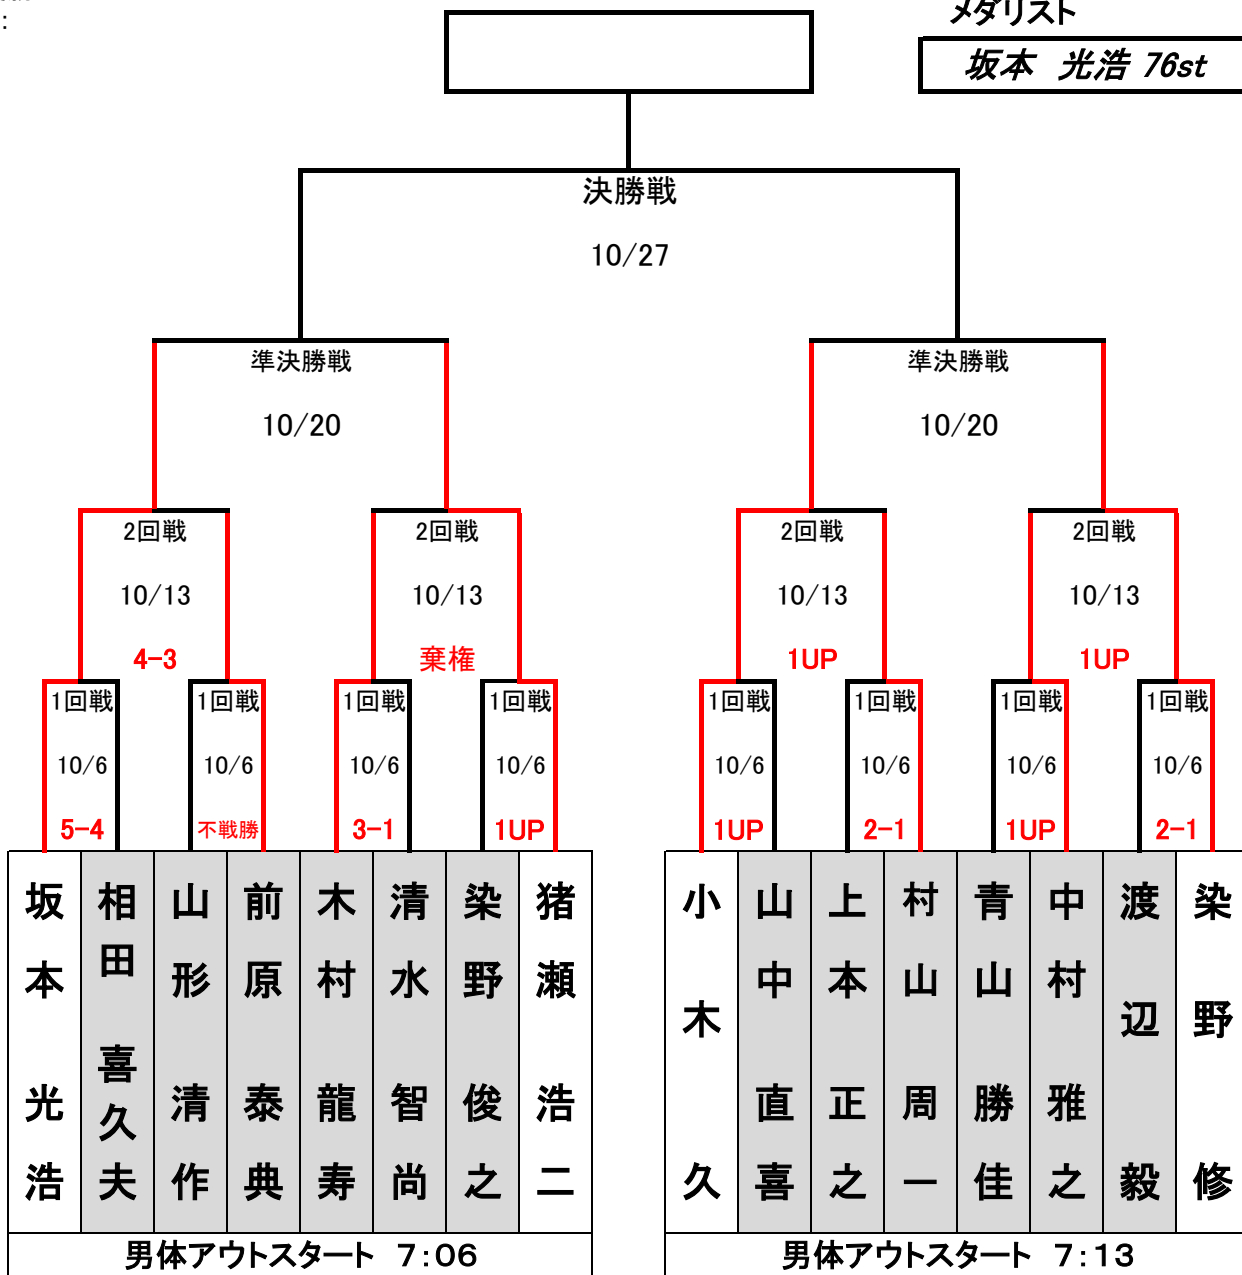 :
メダリスト
坂本 光浩 76st
決勝戦
10/27
準決勝戦 準決勝戦
10/20 10/20
2回戦 2回戦 2回戦 2回戦
10/13 10/13 10/13 10/13
4-3 棄権 1UP 1UP
1回戦 1回戦 1回戦 1回戦 1回戦 1回戦 1回戦 1回戦
10/6 10/6 10/6 10/6 10/6 10/6 10/6 10/6
5-4 不戦勝 3-1 1UP 1UP 2-1 1UP 2-1
坂本 光浩
相田 喜久夫
山形 清作
前原 泰典
木村 龍寿
清水 智尚
染野 俊之
猪瀬 浩二
小木 久
山中 直喜
上本 正之
村山 周一
青山 勝佳
中村 雅之
渡辺 毅
染野 修
男体アウトスタート 7:06
男体アウトスタート 7:13